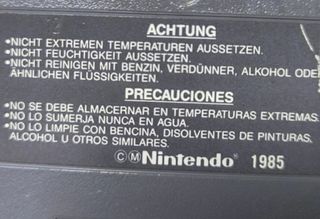 ACHTUNG
•NICHT EXTREMEN TEMPERATUREN AUSSETZEN.
•NICHT FEUCHTIGKEIT AUSSETZEN.
•NICHT REINIGEN MIT BENZIN, VERDÜNNER, ALKOHOL ODE
ÄHNLICHEN FLÜSSIGKEITEN.
PRECAUCIONES
•NO SE DEBE ALMACERNAR EN TEMPERATURAS EXTREMAS.
•NO LO SUMERJA NUNCA EN AGUA.
•NO LO LIMPIE CON BENCINA, DISOLVENTES DE PINTURAS,
ALCOHOL U OTROS SIMILARES.
©ⓂNintendo® 1985